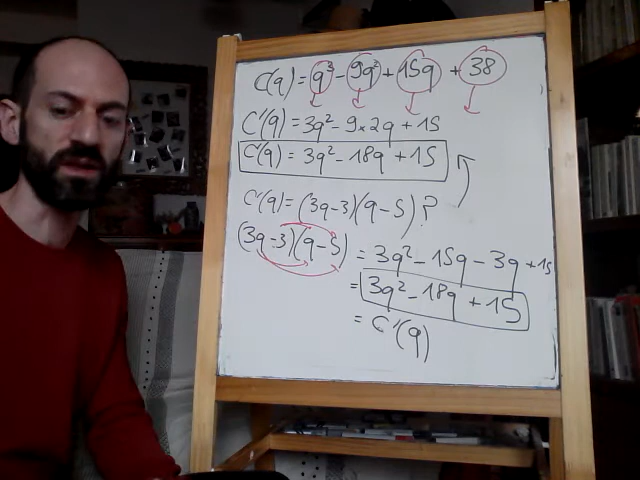 C(q) = q³ - 9q² + 15q + 38
C'(q) = 3q² - 9×2q + 15
C'(q) = 3q² - 18q + 15
C'(q) = (3q-3)(q-5) ?
(3q-3)(q-5) = 3q² - 15q - 3q + 15
= 3q² - 18q + 15
= C'(q)